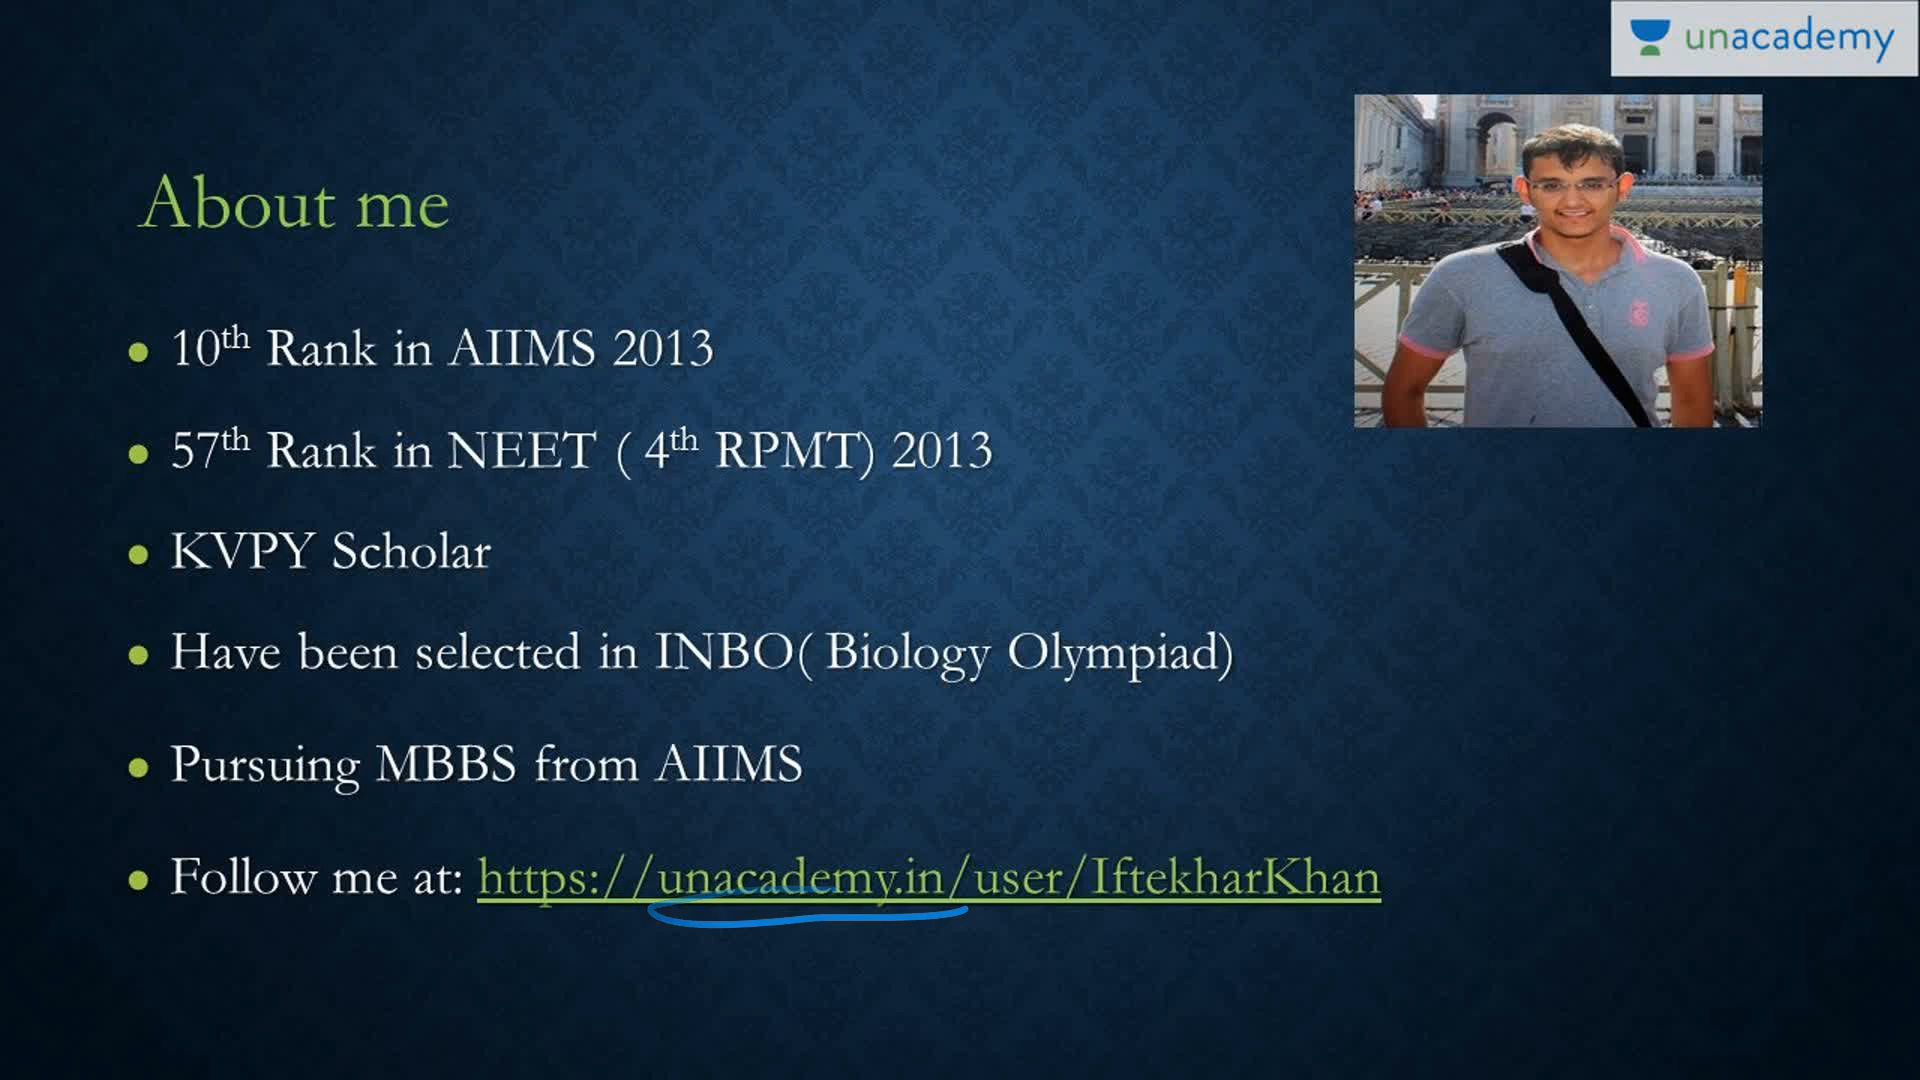 unacademy
About me
10th Rank in AIIMS 2013
57th Rank in NEET ( 4th RPMT) 2013
KVPY Scholar
Have been selected in INBO( Biology Olympiad)
Pursuing MBBS from AIIMS
Follow me at: https://unacademy.in/user/IftekharKhan